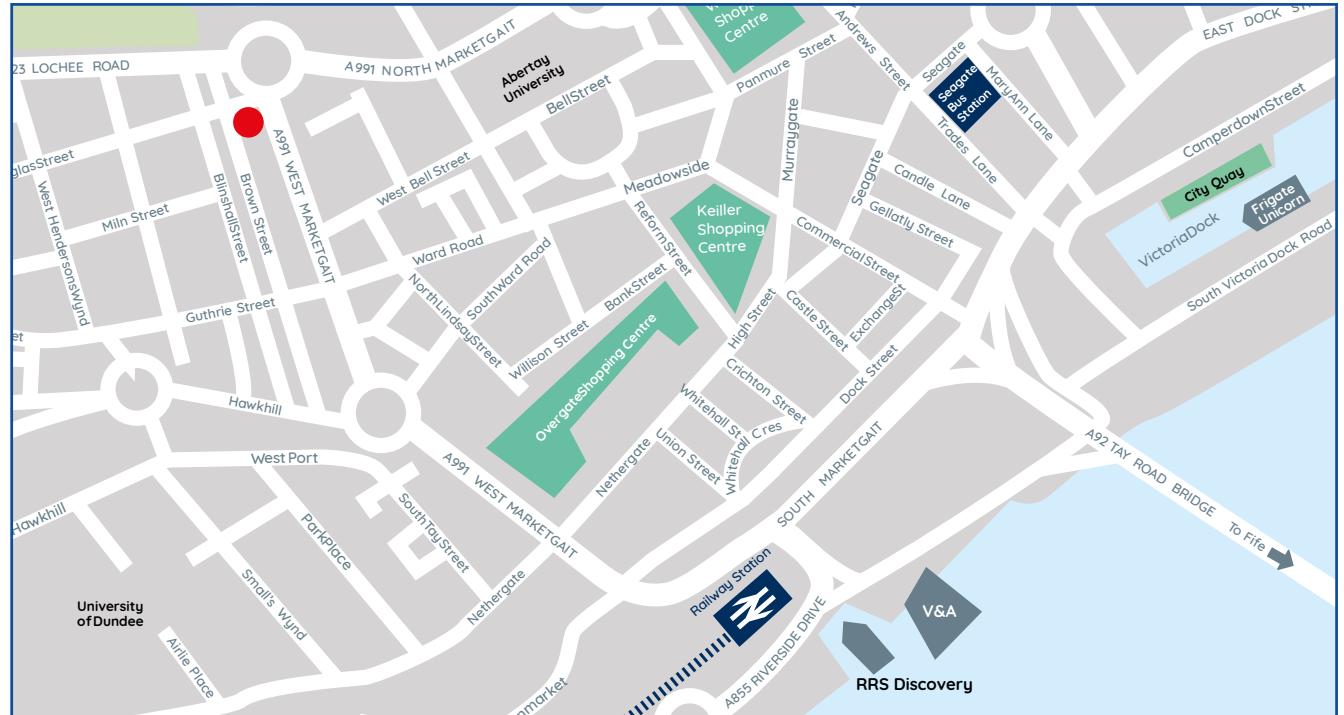 W
Shopp
Centre
Andrews Street
EAST DOCK ST
23 LOCHEE ROAD
A991 NORTH MARKETGAIT
Abertay
University
BellStreet
Panmure Street
Seagate
Seagate
Bus
Station
MaryAnn Lane
Trades Lane
CamperdownStreet
glasStreet
West HendersonsWynd
Miln Street
BlinshallStreet
Brown Street
A991 WEST MARKETGAIT
West Bell Street
Meadowside
Murraygate
Seagate
Candle Lane
Gellatly Street
City Quay
Frigate
Unicorn
VictoriaDock
South Victoria Dock Road
Keiller
Shopping
Centre
ReformStreet
CommercialStreet
Ward Road
SouthWard Road
NorthLindsayStreet
BankStreet
Willison Street
Guthrie Street
et
OvergateShopping Centre
High Street
Castle Street
ExchangeSt
Dock Street
Crichton Street
Whitehall St
Whitehall Cres
Union Street
Nethergate
Hawkhill
West Port
A991 WEST MARKETGAIT
SOUTH MARKETGAIT
A92 TAY ROAD BRIDGE To Fife
Hawkhill
ParkPlace
SouthTayStreet
Small's Wynd
Nethergate
Railway Station
University
of Dundee
Airlie Place
nmarket
A855 RIVERSIDE DRIVE
V&A
RRS Discovery